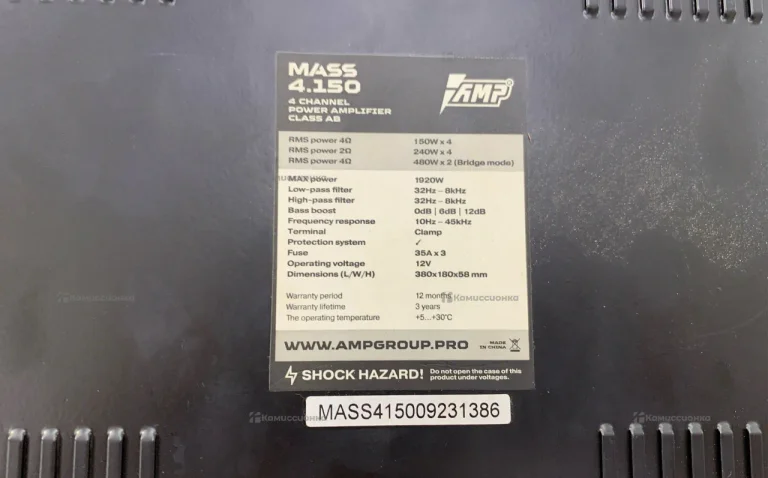 MASS
4.150
4 CHANNEL
POWER AMPLIFIER
CLASS AB
AMP®
RMS power 4Ω 150W x 4
RMS power 2Ω 240W x 4
RMS power 4Ω 480W x 2 (Bridge mode)
MAX power 1920W
Low-pass filter 32Hz – 8kHz
High-pass filter 32Hz – 8kHz
Bass boost 0dB | 6dB | 12dB
Frequency response 10Hz – 45kHz
Terminal Clamp
Protection system ✓
Fuse 35A x 3
Operating voltage 12V
Dimensions (L/W/H) 380x180x58 mm
Warranty period 12 months
Warranty lifetime 3 years
The operating temperature +5...+30°C
WWW.AMPGROUP.PRO
MADE
IN CHINA
SHOCK HAZARD! Do not open the case of this
product under voltages.
MASS415009231386
Комиссионка
Комиссионка
Комиссионка
Комиссионка